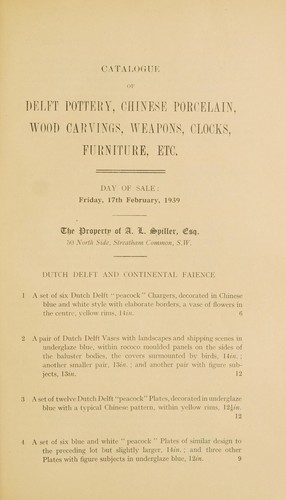 CATALOGUE
OF
DELFT POTTERY, CHINESE PORCELAIN,
WOOD CARVINGS, WEAPONS, CLOCKS,
FURNITURE, ETC.
DAY OF SALE:
Friday, 17th February, 1939
The Property of A. L. Spiller, Esq.
50 North Side, Streatham Common, S.W.
DUTCH DELFT AND CONTINENTAL FAIENCE
1 A set of six Dutch Delft "peacock" Chargers, decorated in Chinese
blue and white style with elaborate borders, a vase of flowers in
the centre, yellow rims, 14in. 6
2 A pair of Dutch Delft Vases with landscapes and shipping scenes in
underglaze blue, within rococo moulded panels on the sides of
the baluster bodies, the covers surmounted by birds, 14in.;
another smaller pair, 13in.; and another pair with figure sub-
jects, 13in. 12
3 A set of twelve Dutch Delft "peacock" Plates, decorated in underglaze
blue with a typical Chinese pattern, within yellow rims, 12½in.
12
4 A set of six blue and white "peacock" Plates of similar design to
the preceding lot but slightly larger, 14in.; and three other
Plates with figure subjects in underglaze blue, 12in. 9